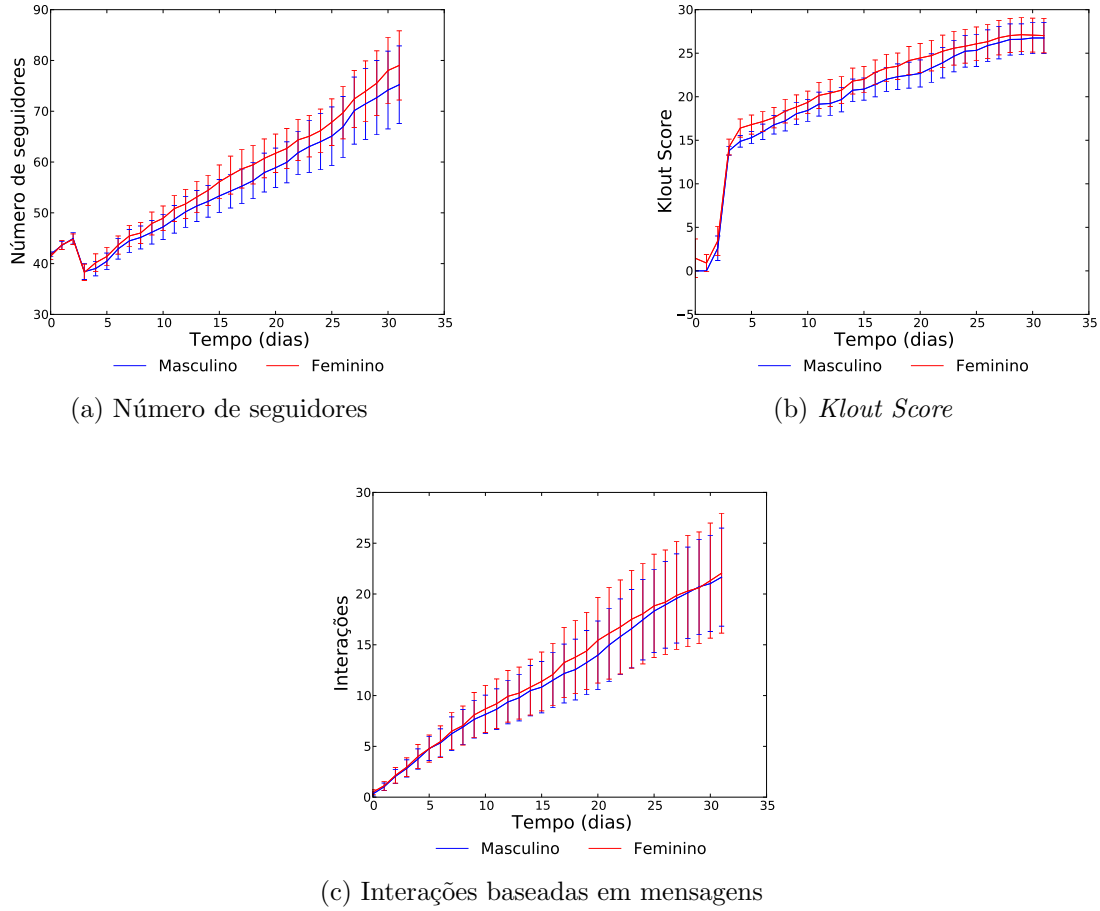 90
80
70
60
50
40
30
0 5 10 15 20 25 30 35
Número de seguidores
Tempo (dias)
Masculino Feminino
(a) Número de seguidores
30
25
20
15
10
5
0
−5
0 5 10 15 20 25 30 35
Klout Score
Tempo (dias)
Masculino Feminino
(b) Klout Score
30
25
20
15
10
5
0
0 5 10 15 20 25 30 35
Interações
Tempo (dias)
Masculino Feminino
(c) Interações baseadas em mensagens